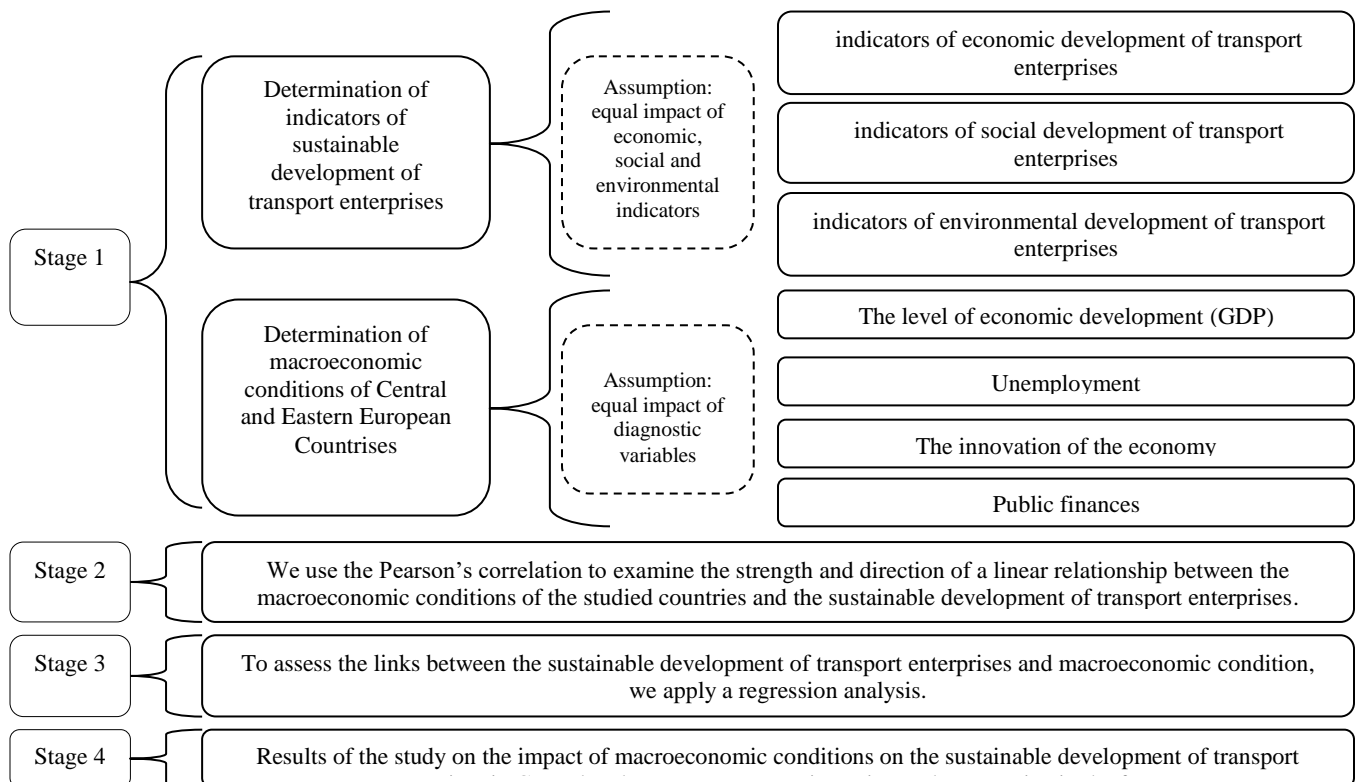 Stage 1
Determination of
indicators of
sustainable
development of
transport enterprises
Assumption:
equal impact of
economic,
social and
environmental
indicators
indicators of economic development of transport
enterprises
indicators of social development of transport
enterprises
indicators of environmental development of transport
enterprises
Determination of
macroeconomic
conditions of Central
and Eastern European
Countrises
Assumption:
equal impact of
diagnostic
variables
The level of economic development (GDP)
Unemployment
The innovation of the economy
Public finances
Stage 2
We use the Pearson's correlation to examine the strength and direction of a linear relationship between the
macroeconomic conditions of the studied countries and the sustainable development of transport enterprises.
Stage 3
To assess the links between the sustainable development of transport enterprises and macroeconomic condition,
we apply a regression analysis.
Stage 4
Results of the study on the impact of macroeconomic conditions on the sustainable development of transport